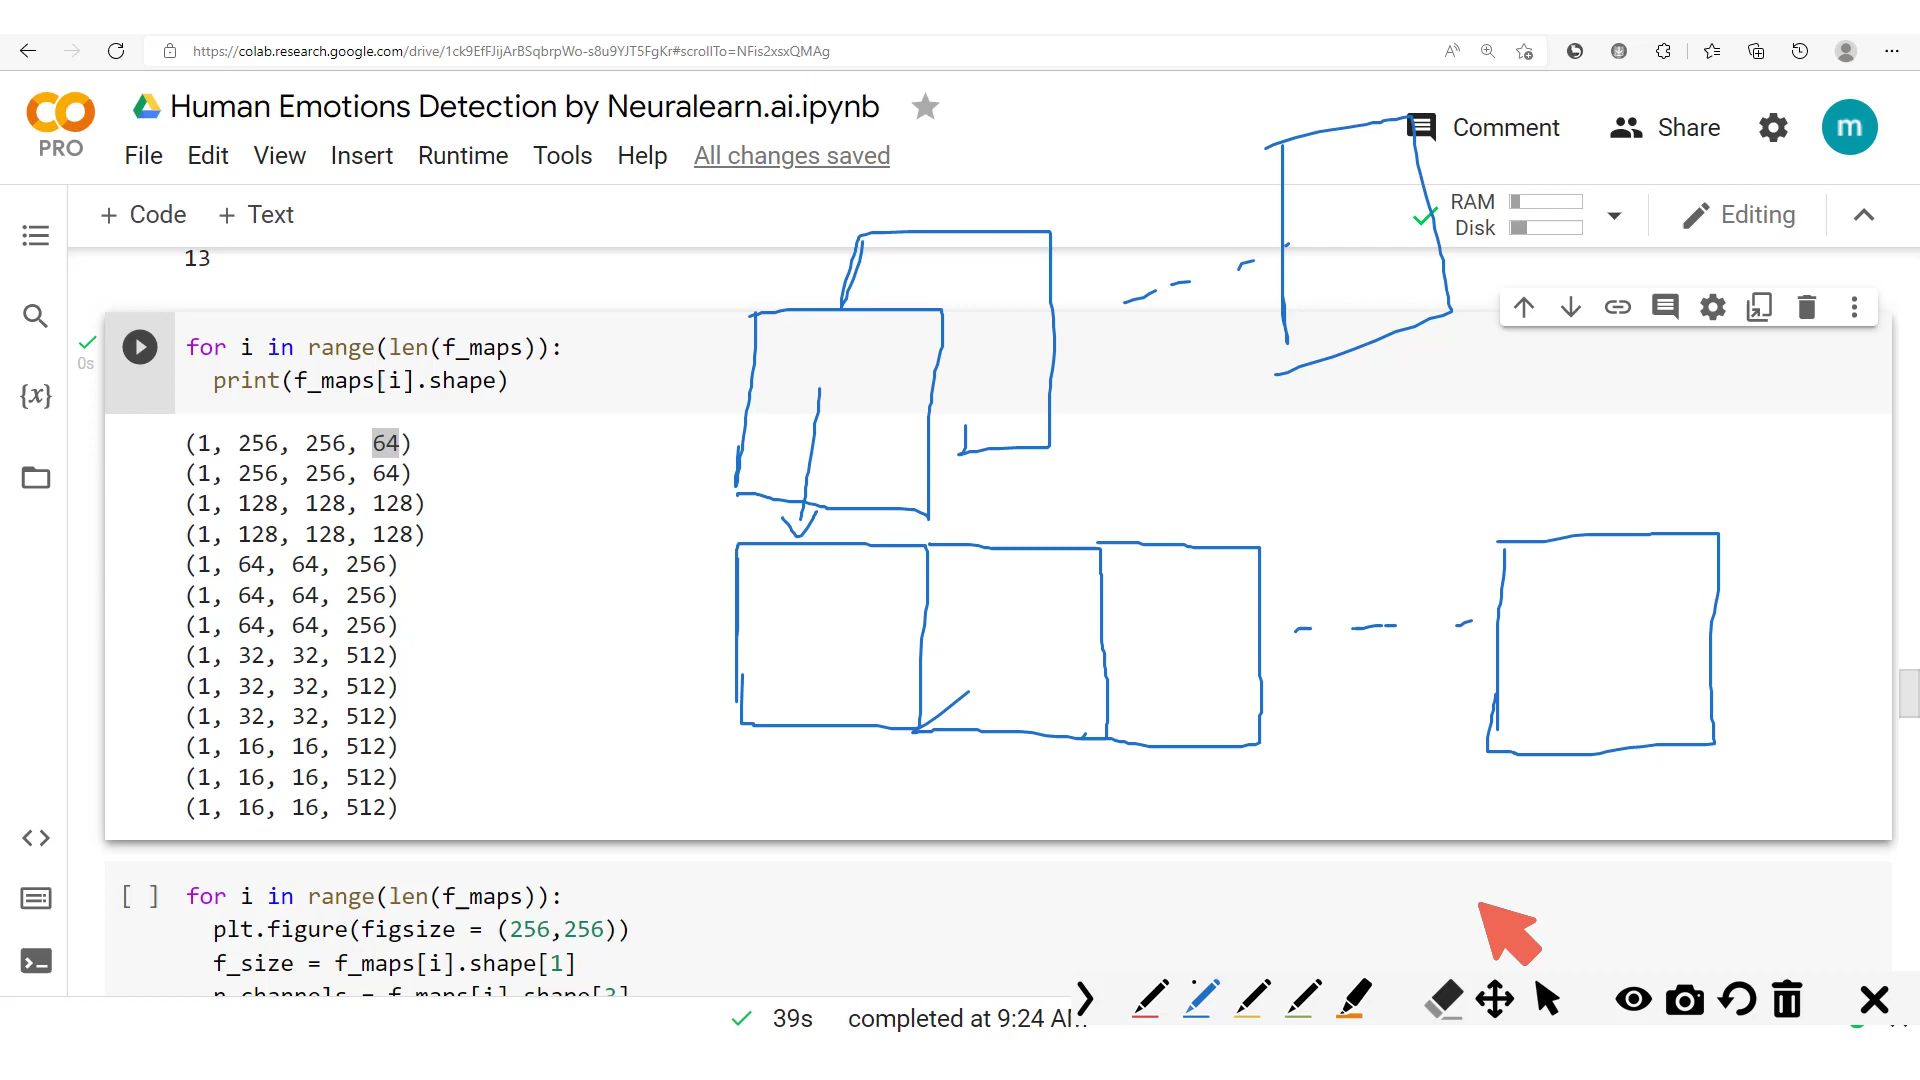 https://colab.research.google.com/drive/1ck9EfFJijArBSqbrpWo-s8u9YJT5FgKr#scrollTo=NFis2xsxQMAg
PRO
Human Emotions Detection by Neuralearn.ai.ipynb
File Edit View Insert Runtime Tools Help All changes saved
Comment
Share
m
+ Code + Text
RAM
Disk
Editing
13
0s
for i in range(len(f_maps)):
print(f_maps[i].shape)
(1, 256, 256, 64)
(1, 256, 256, 64)
(1, 128, 128, 128)
(1, 128, 128, 128)
(1, 64, 64, 256)
(1, 64, 64, 256)
(1, 64, 64, 256)
(1, 32, 32, 512)
(1, 32, 32, 512)
(1, 32, 32, 512)
(1, 16, 16, 512)
(1, 16, 16, 512)
(1, 16, 16, 512)
[ ] for i in range(len(f_maps)):
plt.figure(figsize = (256,256))
f_size = f_maps[i].shape[1]
n_channels = f_maps[i].shape[3]
39s completed at 9:24 AM